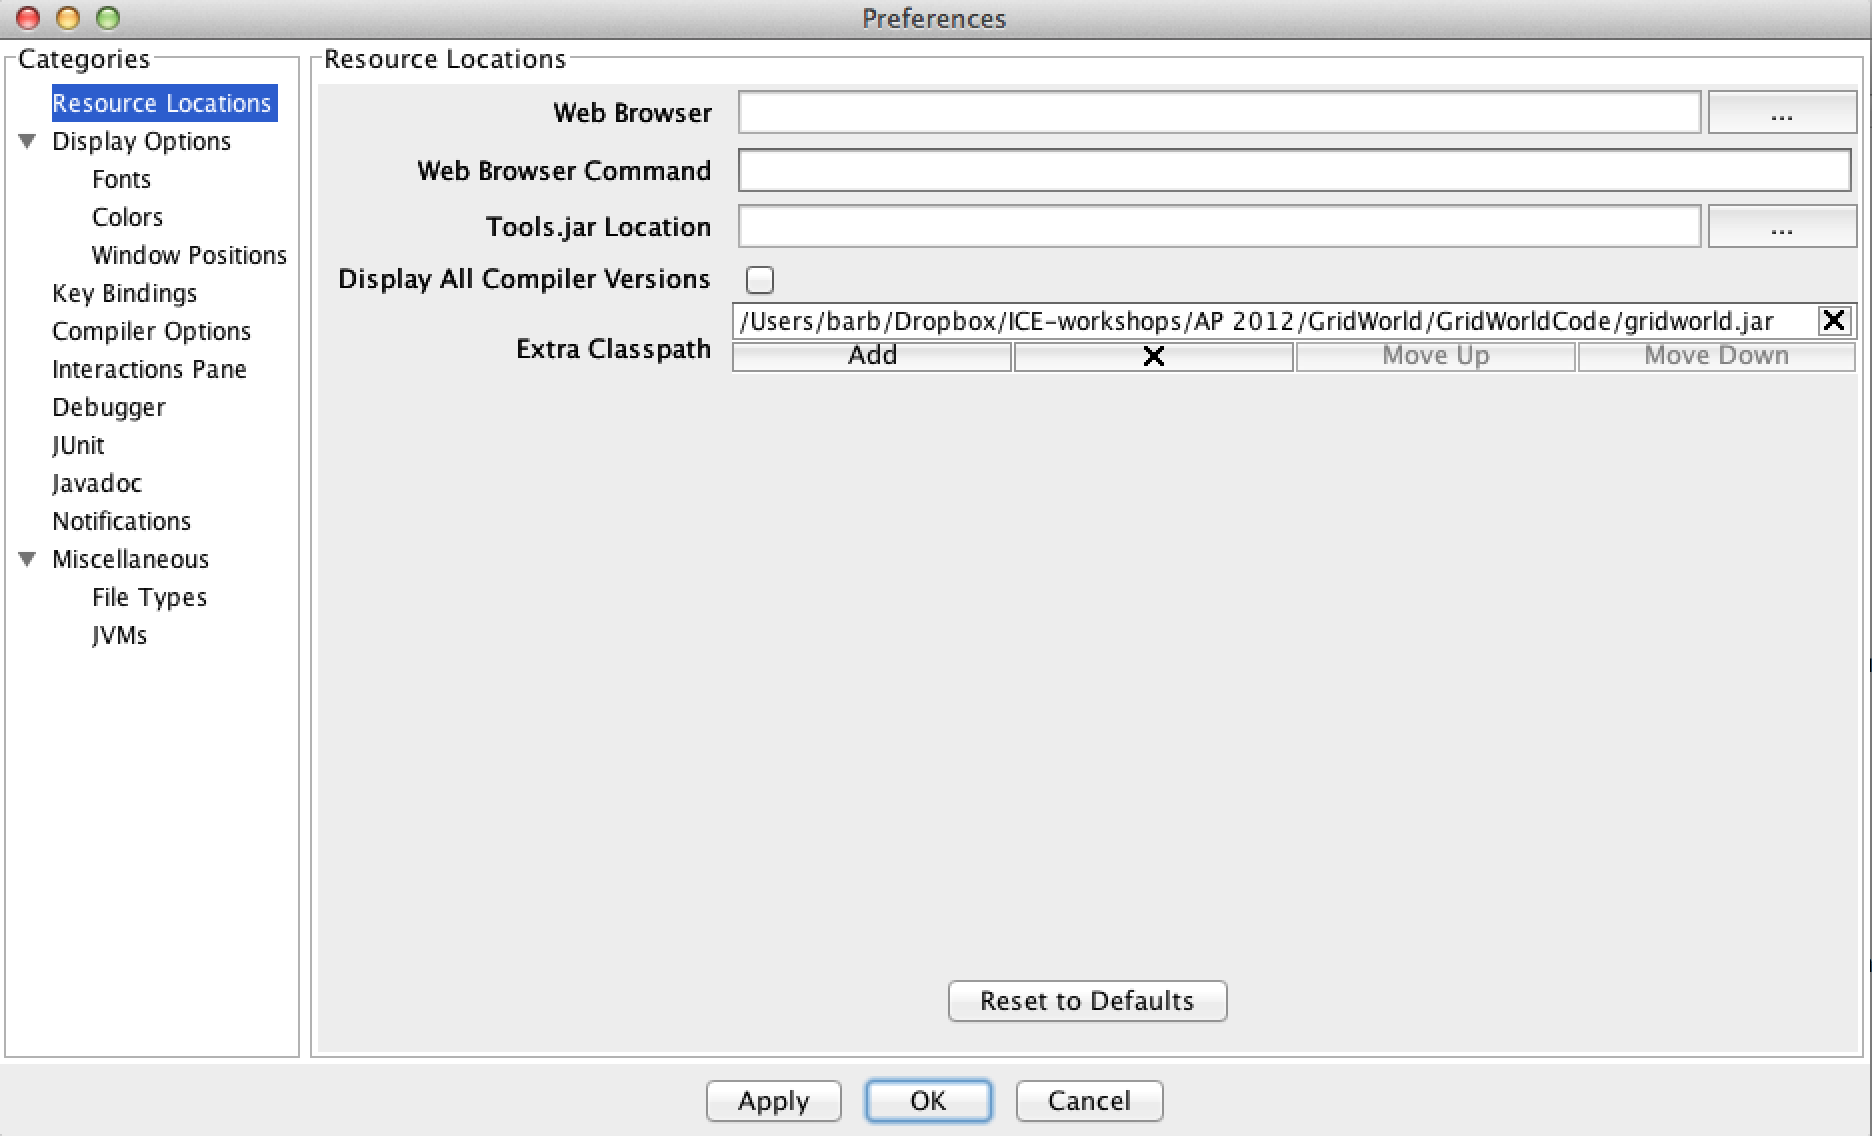 Preferences
Categories
Resource Locations
Display Options
Fonts
Colors
Window Positions
Key Bindings
Compiler Options
Interactions Pane
Debugger
JUnit
Javadoc
Notifications
Miscellaneous
File Types
JVMs
Resource Locations
Web Browser ...
Web Browser Command
Tools.jar Location ...
Display All Compiler Versions
Extra Classpath
/Users/barb/Dropbox/ICE-workshops/AP 2012/GridWorld/GridWorldCode/gridworld.jar
Add Move Up Move Down
Reset to Defaults
Apply OK Cancel